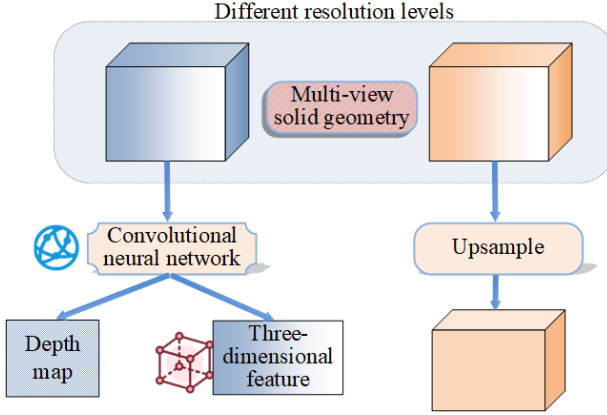 Different resolution levels
Multi-view
solid geometry
Convolutional
neural network
Upsample
Depth
map
Three-
dimensional
feature